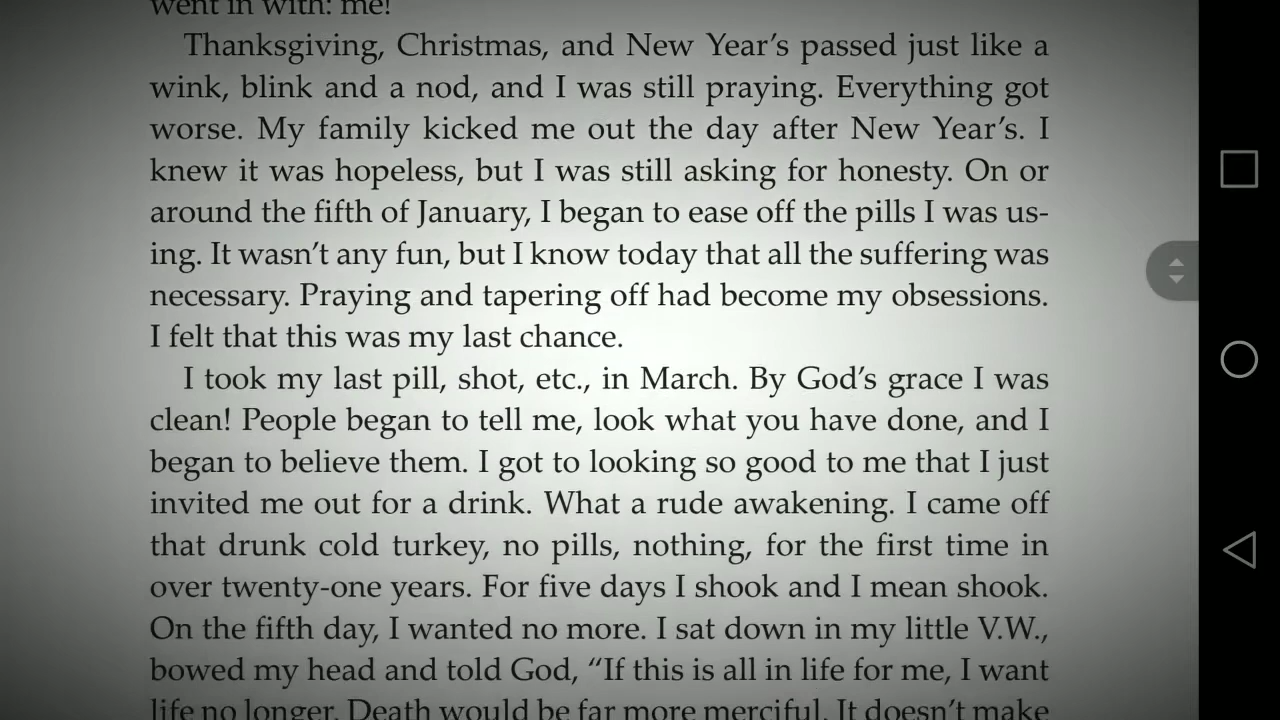 went in with: me!
Thanksgiving, Christmas, and New Year's passed just like a
wink, blink and a nod, and I was still praying. Everything got
worse. My family kicked me out the day after New Year's. I
knew it was hopeless, but I was still asking for honesty. On or
around the fifth of January, I began to ease off the pills I was us-
ing. It wasn't any fun, but I know today that all the suffering was
necessary. Praying and tapering off had become my obsessions.
I felt that this was my last chance.
I took my last pill, shot, etc., in March. By God's grace I was
clean! People began to tell me, look what you have done, and I
began to believe them. I got to looking so good to me that I just
invited me out for a drink. What a rude awakening. I came off
that drunk cold turkey, no pills, nothing, for the first time in
over twenty-one years. For five days I shook and I mean shook.
On the fifth day, I wanted no more. I sat down in my little V.W.,
bowed my head and told God, “If this is all in life for me, I want
life no longer. Death would be far more merciful. It doesn't make